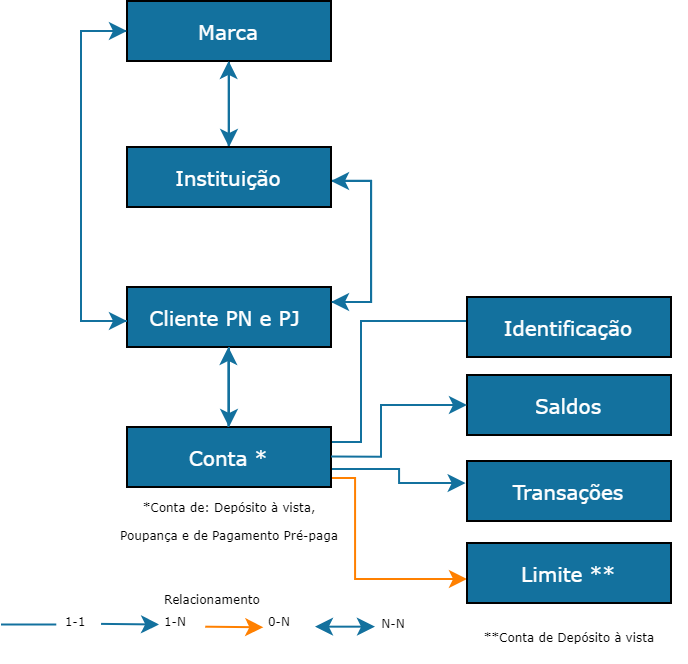 Marca
Instituição
Cliente PN e PJ
Identificação
Saldos
Conta *
Transações
*Conta de: Depósito à vista,
Poupança e de Pagamento Pré-paga
Limite **
Relacionamento
1-1
1-N
0-N
N-N
**Conta de Depósito à vista